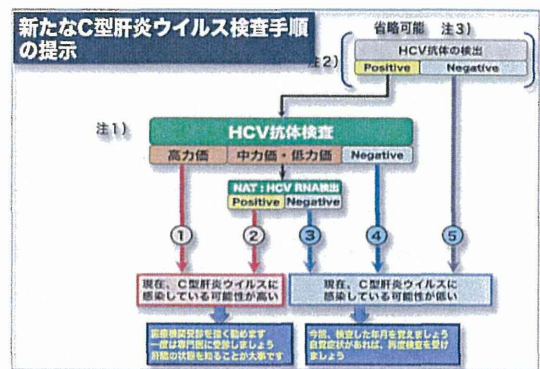 新たなC型肝炎ウイルス検査手順
の提示
省略可能 注3)
HCV抗体の検出
注2)
Positive Negative
注1)
HCV抗体検査
高力価 中力価・低力価 Negative
NAT:HCV RNA検出
Positive Negative
① ② ③ ④ ⑤
現在、C型肝炎ウイルスに
感染している可能性が高い
現在、C型肝炎ウイルスに
感染している可能性が低い
医療機関受診を強く勧めます
一度は専門医に受診しましょう
肝臓の状態を知ることが大事です
今回、検査した年月を覚えましょう
自覚症状があれば、再度検査を受け
ましょう